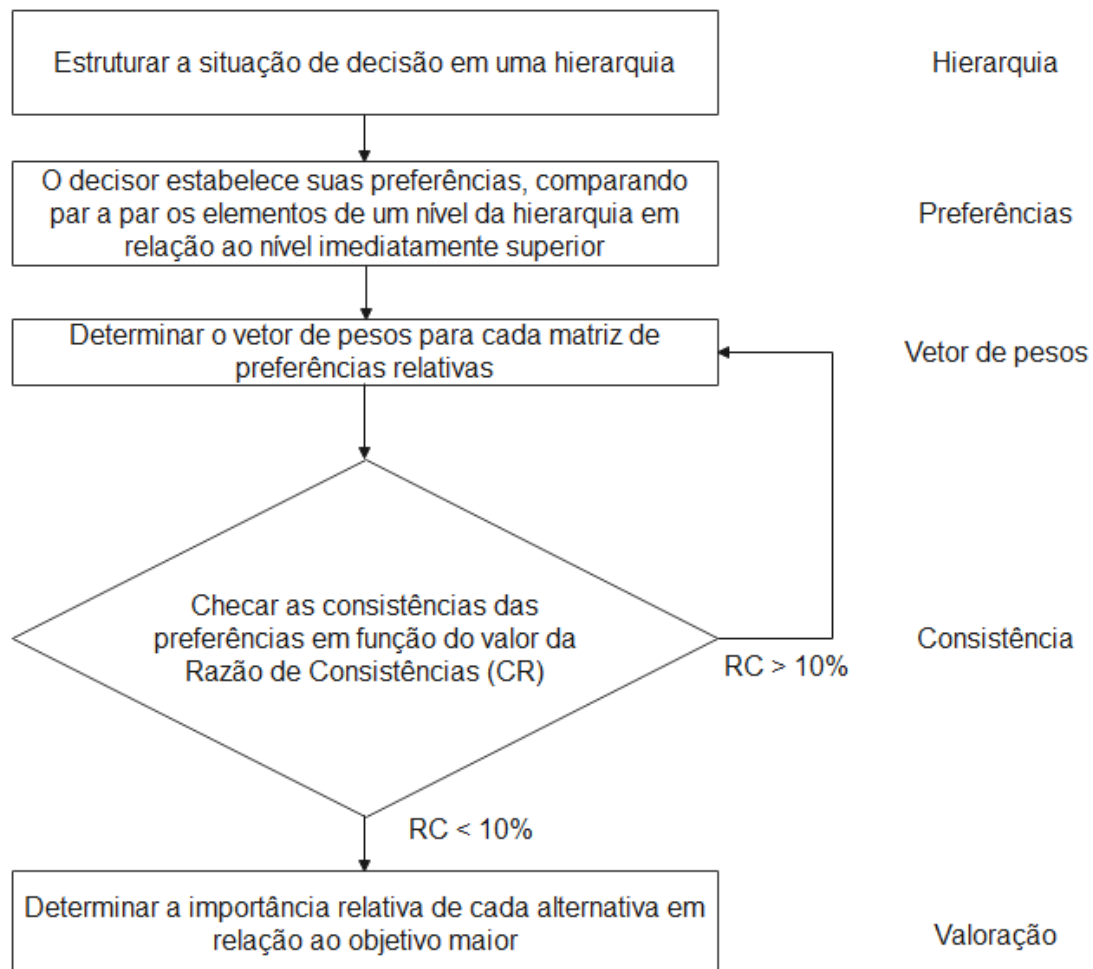 Estruturar a situação de decisão em uma hierarquia
Hierarquia
O decisor estabelece suas preferências, comparando
par a par os elementos de um nível da hierarquia em
relação ao nível imediatamente superior
Preferências
Determinar o vetor de pesos para cada matriz de
preferências relativas
Vetor de pesos
Checar as consistências das
preferências em função do valor da
Razão de Consistências (CR)
RC > 10%
Consistência
RC < 10%
Determinar a importância relativa de cada alternativa em
relação ao objetivo maior
Valoração